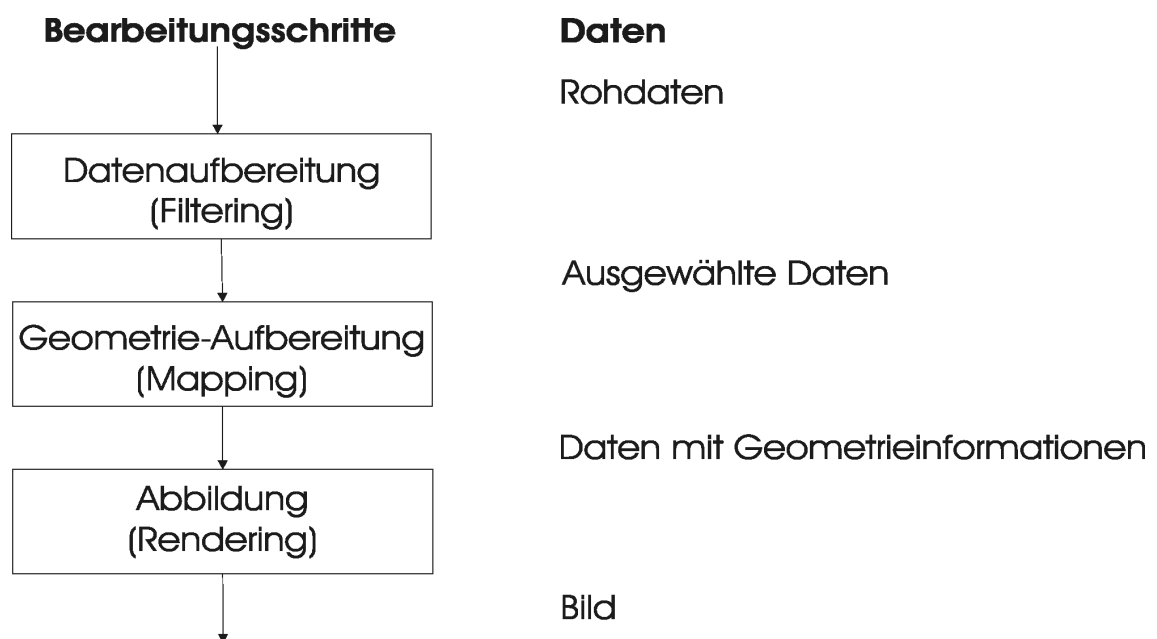 Bearbeitungsschritte
Daten
Rohdaten
Datenaufbereitung
(Filtering)
Ausgewählte Daten
Geometrie-Aufbereitung
(Mapping)
Daten mit Geometrieinformationen
Abbildung
(Rendering)
Bild